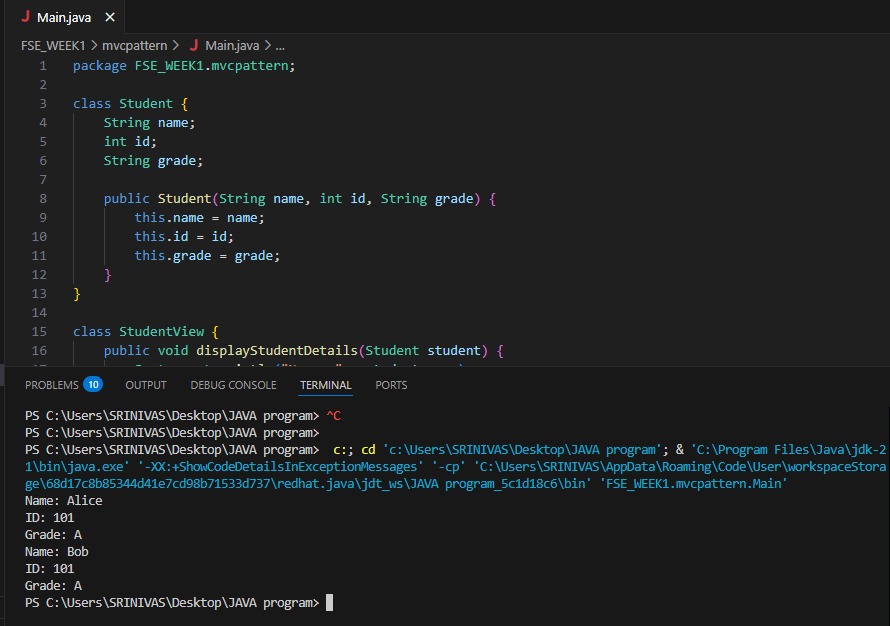 J Main.java ×
FSE_WEEK1 > mvcpattern > J Main.java > ...
1 package FSE_WEEK1.mvcpattern;
2
3 class Student {
4 String name;
5 int id;
6 String grade;
7
8 public Student(String name, int id, String grade) {
9 this.name = name;
10 this.id = id;
11 this.grade = grade;
12 }
13 }
14
15 class StudentView {
16 public void displayStudentDetails(Student student) {
PROBLEMS 10 OUTPUT DEBUG CONSOLE TERMINAL PORTS
PS C:\Users\SRINIVAS\Desktop\JAVA program> ^C
PS C:\Users\SRINIVAS\Desktop\JAVA program>
PS C:\Users\SRINIVAS\Desktop\JAVA program>  c:; cd 'c:\Users\SRINIVAS\Desktop\JAVA program'; & 'C:\Program Files\Java\jdk-2
1\bin\java.exe' '-XX:+ShowCodeDetailsInExceptionMessages' '-cp' 'C:\Users\SRINIVAS\AppData\Roaming\Code\User\workspaceStora
ge\68d17c8b85344d41e7cd98b71533d737\redhat.java\jdt_ws\JAVA program_5c1d18c6\bin' 'FSE_WEEK1.mvcpattern.Main'
Name: Alice
ID: 101
Grade: A
Name: Bob
ID: 101
Grade: A
PS C:\Users\SRINIVAS\Desktop\JAVA program>